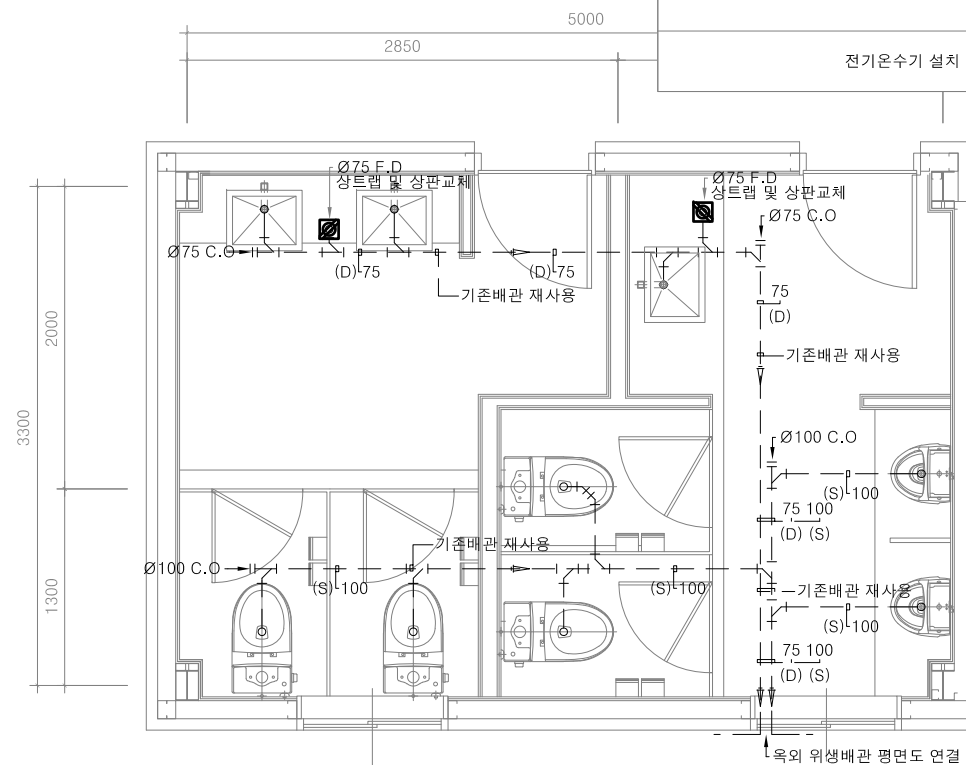 5000
2850
전기온수기 설치
Ø75 F.D
상트랩 및 상판교체
Ø75 F.D
상트랩 및 상판교체
Ø75 C.O
Ø75 C.O
(D)-75
(D)-75
기존배관 재사용
75
(D)
2000
기존배관 재사용
3300
Ø100 C.O
(S)-100
75 100
(D) (S)
기존배관 재사용
Ø100 C.O
(S)-100
(S)-100
기존배관 재사용
1300
(S)-100
75 100
(D) (S)
옥외 위생배관 평면도 연결